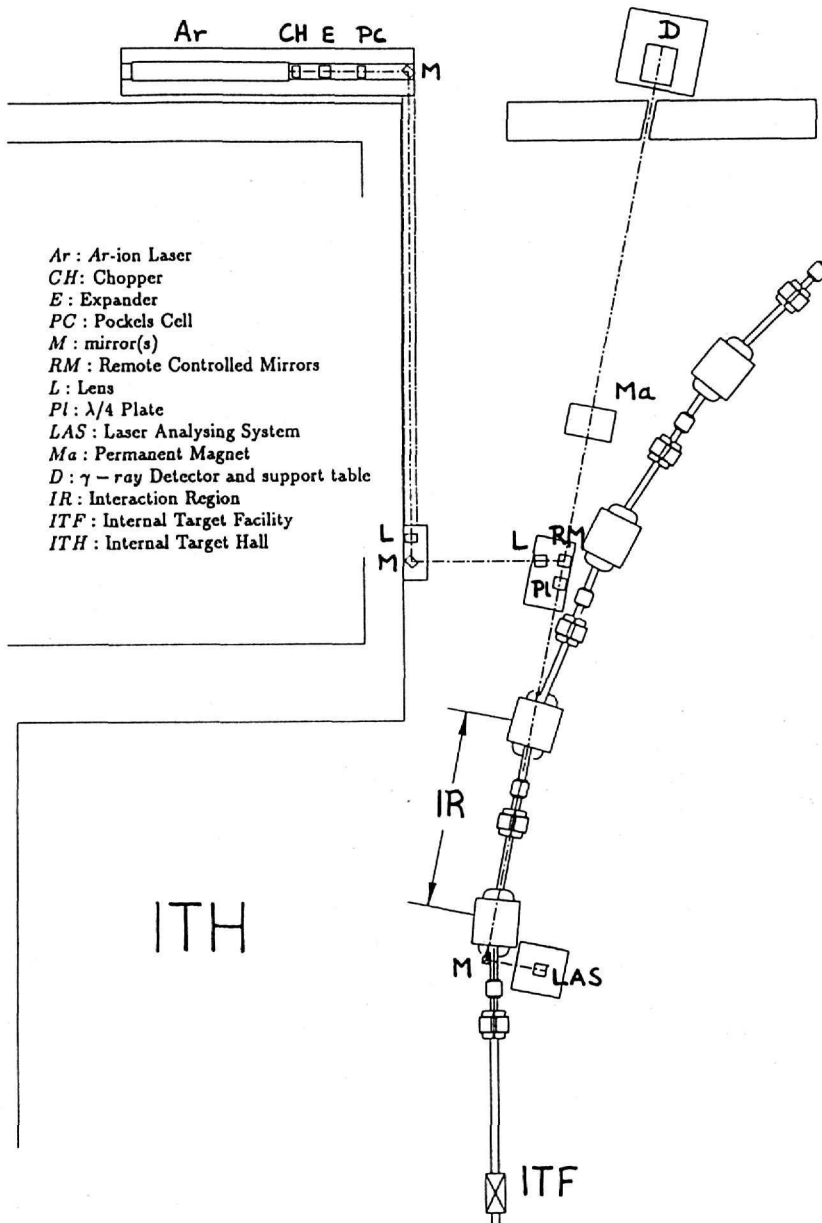 Ar CH E PC M D
Ar : Ar-ion Laser
CH: Chopper
E : Expander
PC : Pockels Cell
M : mirror(s)
RM : Remote Controlled Mirrors
L : Lens
Pl : λ/4 Plate
LAS : Laser Analysing System
Ma : Permanent Magnet
D : γ – ray Detector and support table
IR : Interaction Region
ITF : Internal Target Facility
ITH : Internal Target Hall
Ma
L L RM
M
Pl
IR
ITH
M LAS
ITF